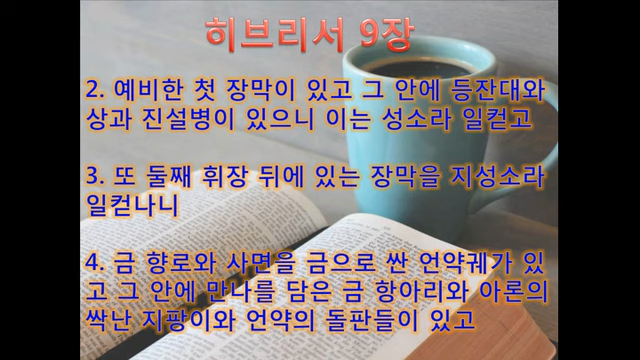 히브리서 9장
2. 예비한 첫 장막이 있고 그 안에 등잔대와
상과 진설병이 있으니 이는 성소라 일컫고
3. 또 둘째 휘장 뒤에 있는 장막을 지성소라
일컫나니
4. 금 향로와 사면을 금으로 싼 언약궤가 있
고 그 안에 만나를 담은 금 항아리와 아론의
싹난 지팡이와 언약의 돌판들이 있고